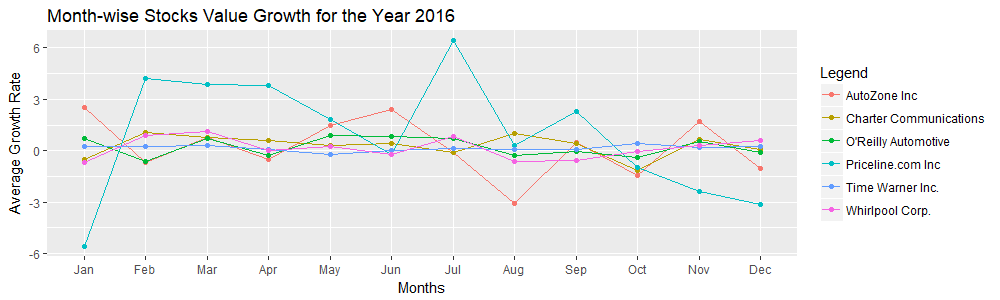 Month-wise Stocks Value Growth for the Year 2016
Average Growth Rate
6
3
0
-3
-6
Jan Feb Mar Apr May Jun Jul Aug Sep Oct Nov Dec
Months
Legend
AutoZone Inc
Charter Communications
O'Reilly Automotive
Priceline.com Inc
Time Warner Inc.
Whirlpool Corp.